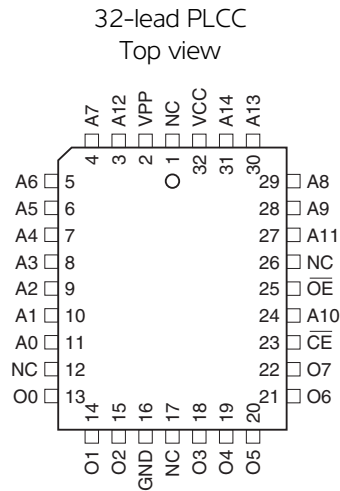 32-lead PLCC
Top view
A7 A12 VPP NC VCC A14 A13
4 3 2 1 32 31 30
A6 5 29 A8
A5 6 28 A9
A4 7 27 A11
A3 8 26 NC
A2 9 25 OE
A1 10 24 A10
A0 11 23 CE
NC 12 22 O7
O0 13 21 O6
14 15 16 17 18 19 20
O1 O2 GND NC O3 O4 O5